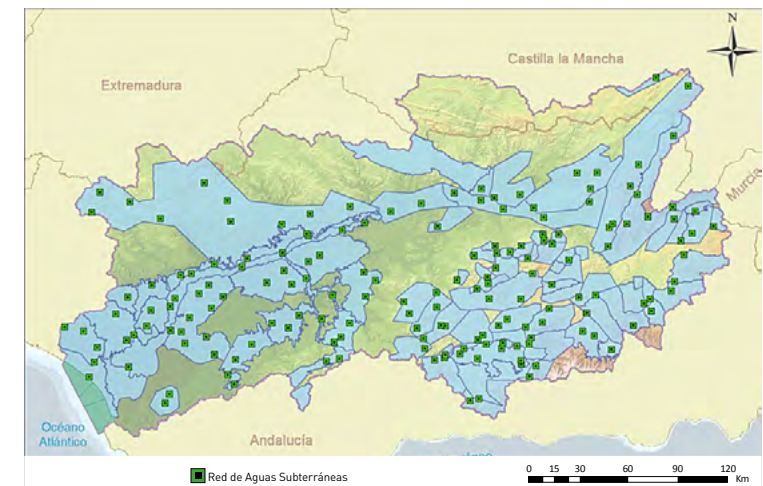 N
Castilla la Mancha
Extremadura
Murcia
Océano
Atlántico
Andalucía
Red de Aguas Subterráneas
0 15 30 60 90 120
Km